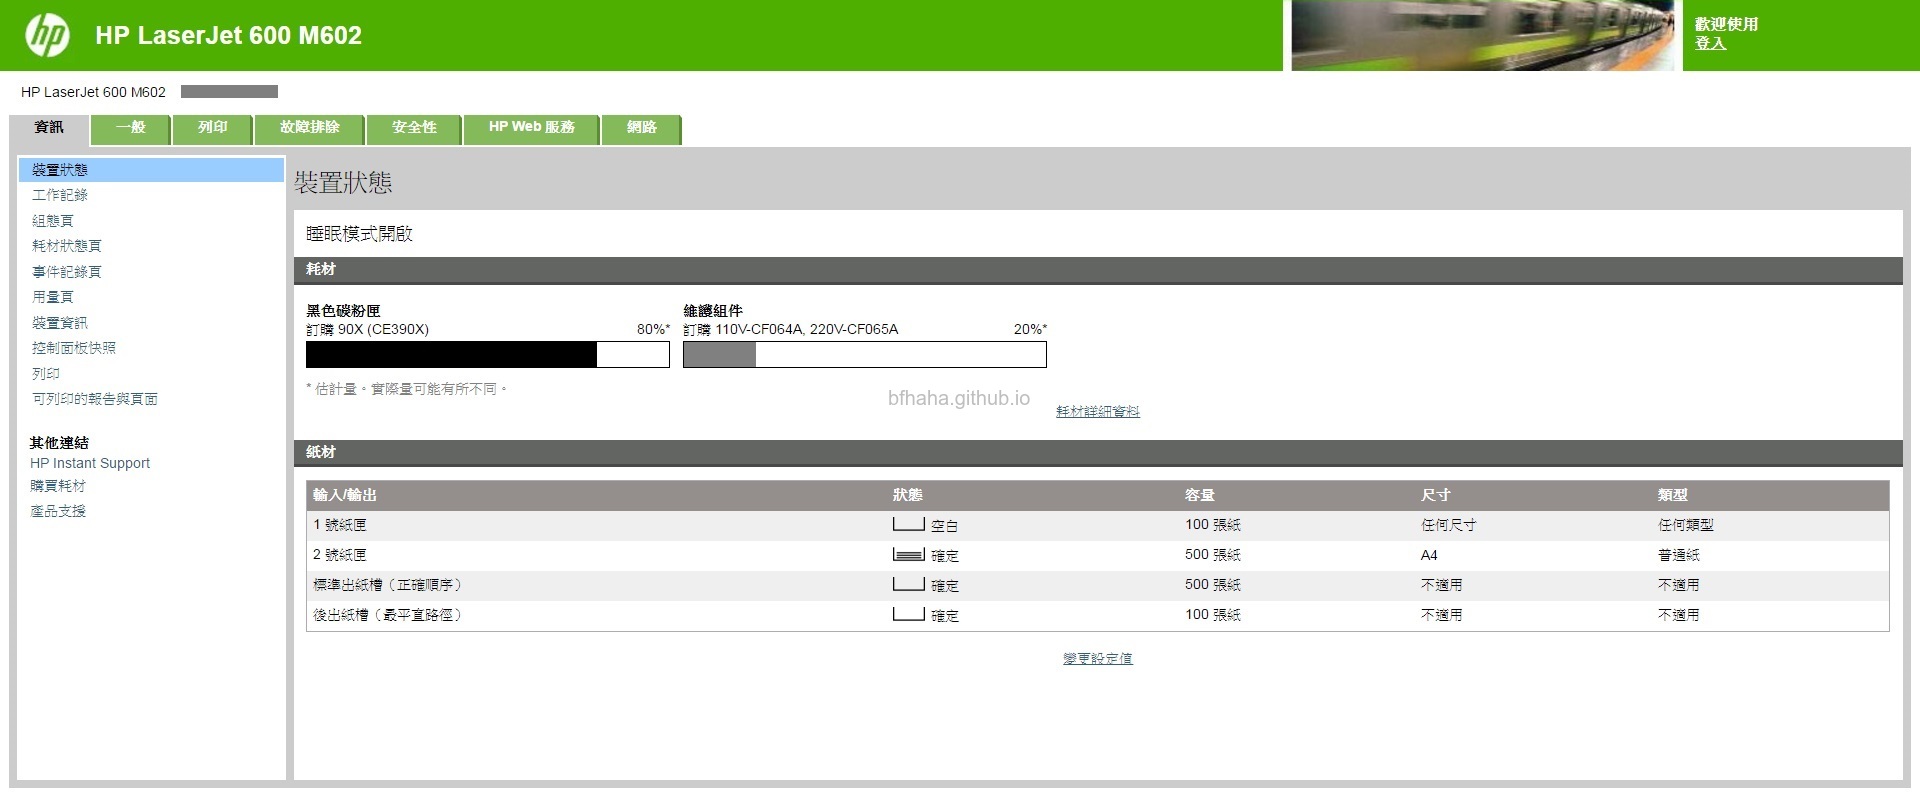 hp HP LaserJet 600 M602
歡迎使用
登入
HP LaserJet 600 M602
資訊 一般 列印 故障排除 安全性 HP Web 服務 網路
裝置狀態
工作記錄
組態頁
耗材狀態頁
事件記錄頁
用量頁
裝置資訊
控制面板快照
列印
可列印的報告與頁面
其他連結
HP Instant Support
購買耗材
產品支援
裝置狀態
睡眠模式開啟
耗材
黑色碳粉匣
訂購 90X (CE390X) 80%*
維護組件
訂購 110V-CF064A, 220V-CF065A 20%*
* 估計量。實際量可能有所不同。
bfhaha.github.io
耗材詳細資料
紙材
輸入/輸出 狀態 容量 尺寸 類型
1 號紙匣 空白 100 張紙 任何尺寸 任何類型
2 號紙匣 確定 500 張紙 A4 普通紙
標準出紙槽（正確順序） 確定 500 張紙 不適用 不適用
後出紙槽（最平直路徑） 確定 100 張紙 不適用 不適用
變更設定值